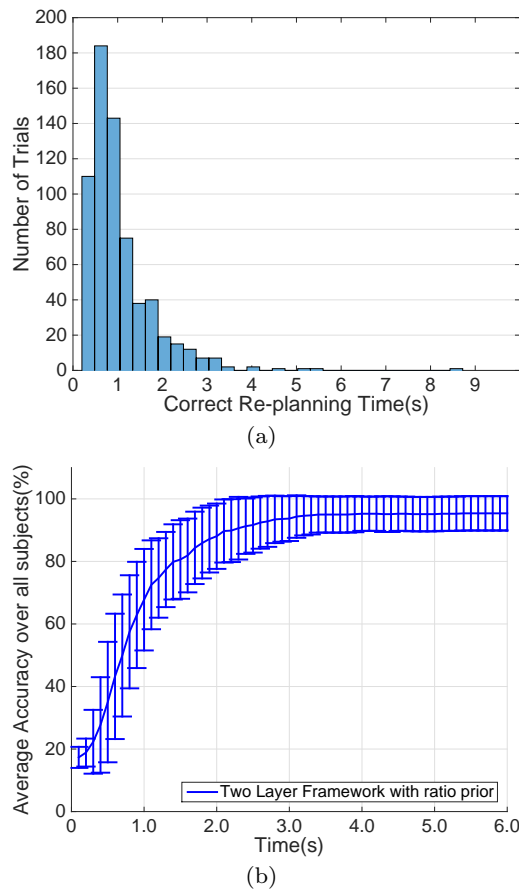 200
180
160
140
120
100
80
60
40
20
0
Number of Trials
0 1 2 3 4 5 6 7 8 9
Correct Re-planning Time(s)
(a)
100
80
60
40
20
0
Average Accuracy over all subjects(%)
Two Layer Framework with ratio prior
0 1.0 2.0 3.0 4.0 5.0 6.0
Time(s)
(b)